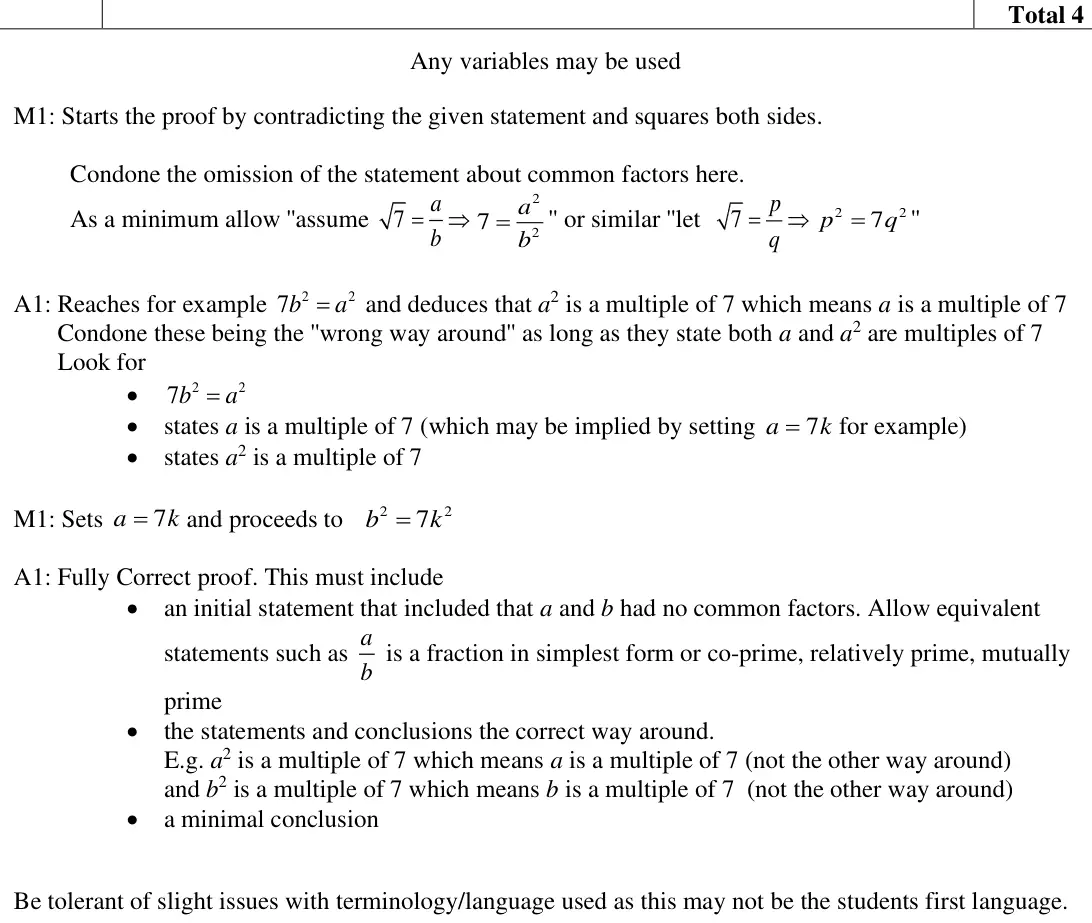 Total 4
Any variables may be used
M1: Starts the proof by contradicting the given statement and squares both sides.
Condone the omission of the statement about common factors here.
As a minimum allow "assume √7 = a/b ⇒ 7 = a²/b²" or similar "let √7 = p/q ⇒ p² = 7q²"
A1: Reaches for example 7b² = a² and deduces that a² is a multiple of 7 which means a is a multiple of 7
Condone these being the "wrong way around" as long as they state both a and a² are multiples of 7
Look for
• 7b² = a²
• states a is a multiple of 7 (which may be implied by setting a = 7k for example)
• states a² is a multiple of 7
M1: Sets a = 7k and proceeds to b² = 7k²
A1: Fully Correct proof. This must include
• an initial statement that included that a and b had no common factors. Allow equivalent
statements such as a/b is a fraction in simplest form or co-prime, relatively prime, mutually
prime
• the statements and conclusions the correct way around.
E.g. a² is a multiple of 7 which means a is a multiple of 7 (not the other way around)
and b² is a multiple of 7 which means b is a multiple of 7 (not the other way around)
• a minimal conclusion
Be tolerant of slight issues with terminology/language used as this may not be the students first language.